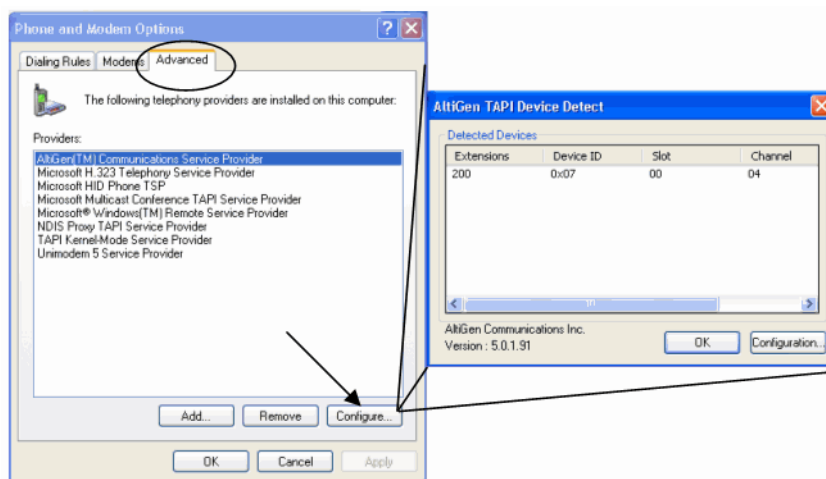 Phone and Modem Options
Dialing Rules Modems Advanced
The following telephony providers are installed on this computer:
Providers:
AltiGen(TM) Communications Service Provider
Microsoft H.323 Telephony Service Provider
Microsoft HID Phone TSP
Microsoft Multicast Conference TAPI Service Provider
Microsoft® Windows(TM) Remote Service Provider
NDIS Proxy TAPI Service Provider
TAPI Kernel-Mode Service Provider
Unimodem 5 Service Provider
Add... Remove Configure...
OK Cancel Apply
AltiGen TAPI Device Detect
Detected Devices
Extensions Device ID Slot Channel
200 0x07 00 04
AltiGen Communications Inc.
Version : 5.0.1.91
OK Configuration...